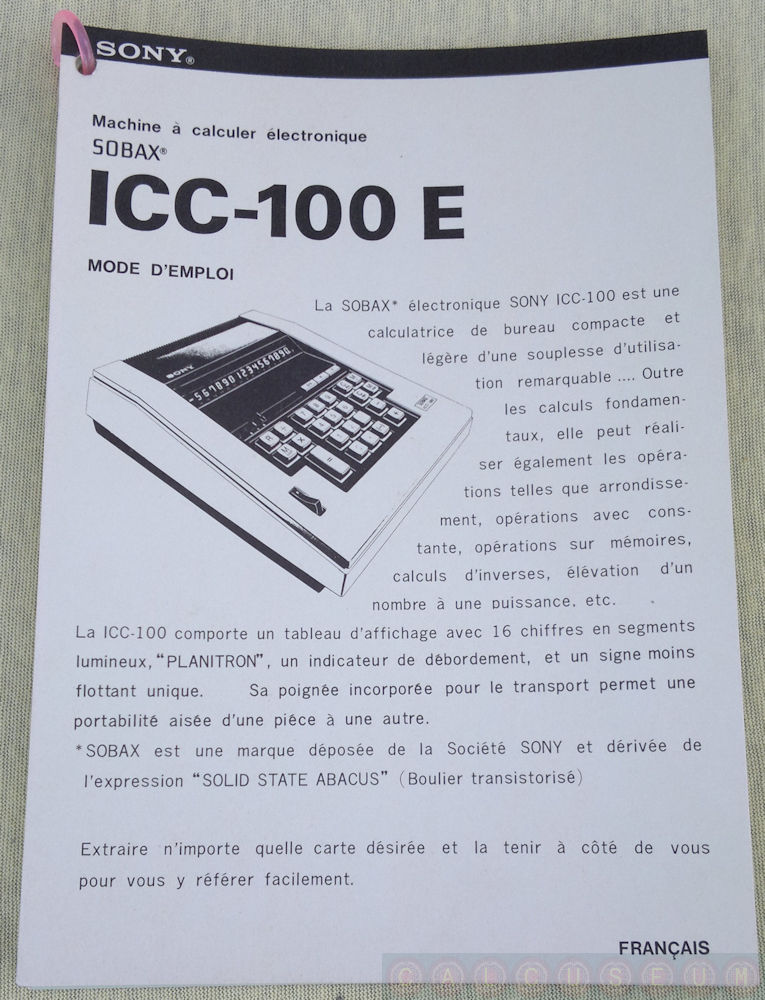 SONY®
Machine à calculer électronique
SOBAX®
ICC-100 E
MODE D'EMPLOI
La SOBAX* électronique SONY ICC-100 est une
calculatrice de bureau compacte et
légère d'une souplesse d'utilisa-
tion remarquable .... Outre
les calculs fondamen-
taux, elle peut réali-
ser également les opéra-
tions telles que arrondisse-
ment, opérations avec cons-
tante, opérations sur mémoires,
calculs d'inverses, élévation d'un
nombre à une puissance, etc.
SONY
-567890 1234567890.
La ICC-100 comporte un tableau d'affichage avec 16 chiffres en segments
lumineux, “PLANITRON”, un indicateur de débordement, et un signe moins
flottant unique. Sa poignée incorporée pour le transport permet une
portabilité aisée d'une piéce à une autre.
*SOBAX est une marque déposée de la Société SONY et dérivée de
l'expression “SOLID STATE ABACUS” (Boulier transistorisé)
Extraire n'importe quelle carte désirée et la tenir à côté de vous
pour vous y référer facilement.
FRANÇAIS
CALCUSEUM